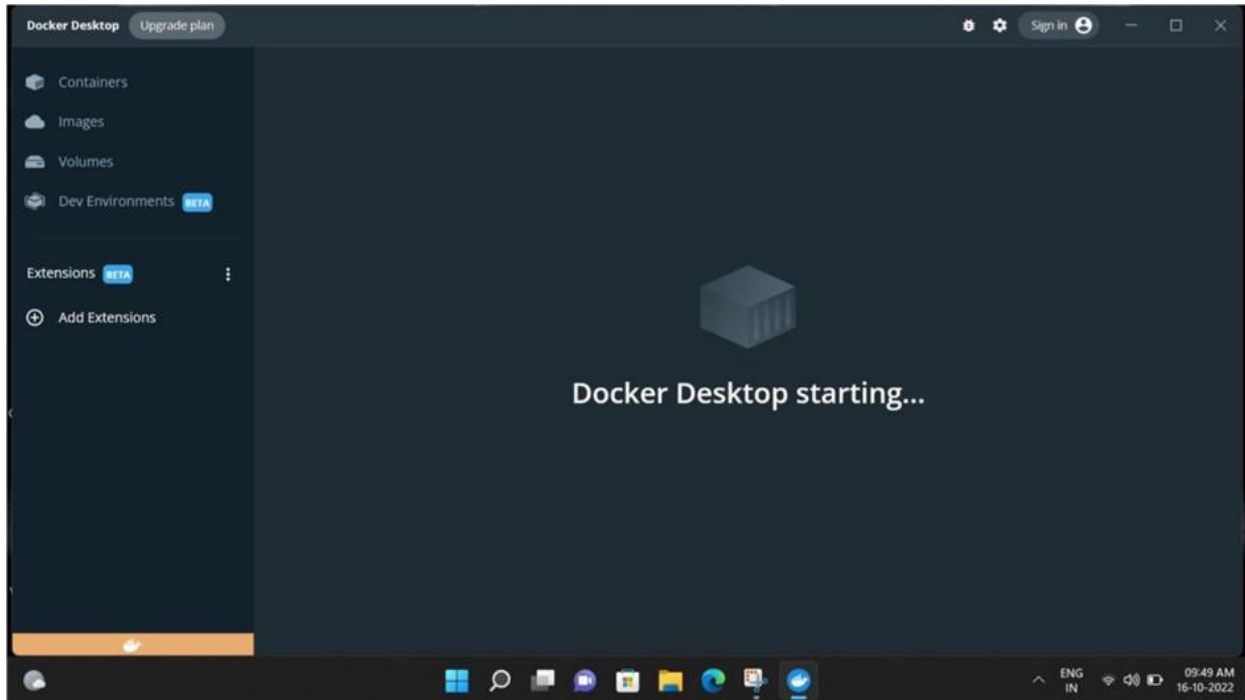 Docker Desktop Upgrade plan Sign in
Containers
Images
Volumes
Dev Environments BETA
Extensions BETA
Add Extensions
Docker Desktop starting...
ENG
IN
09:49 AM
16-10-2022